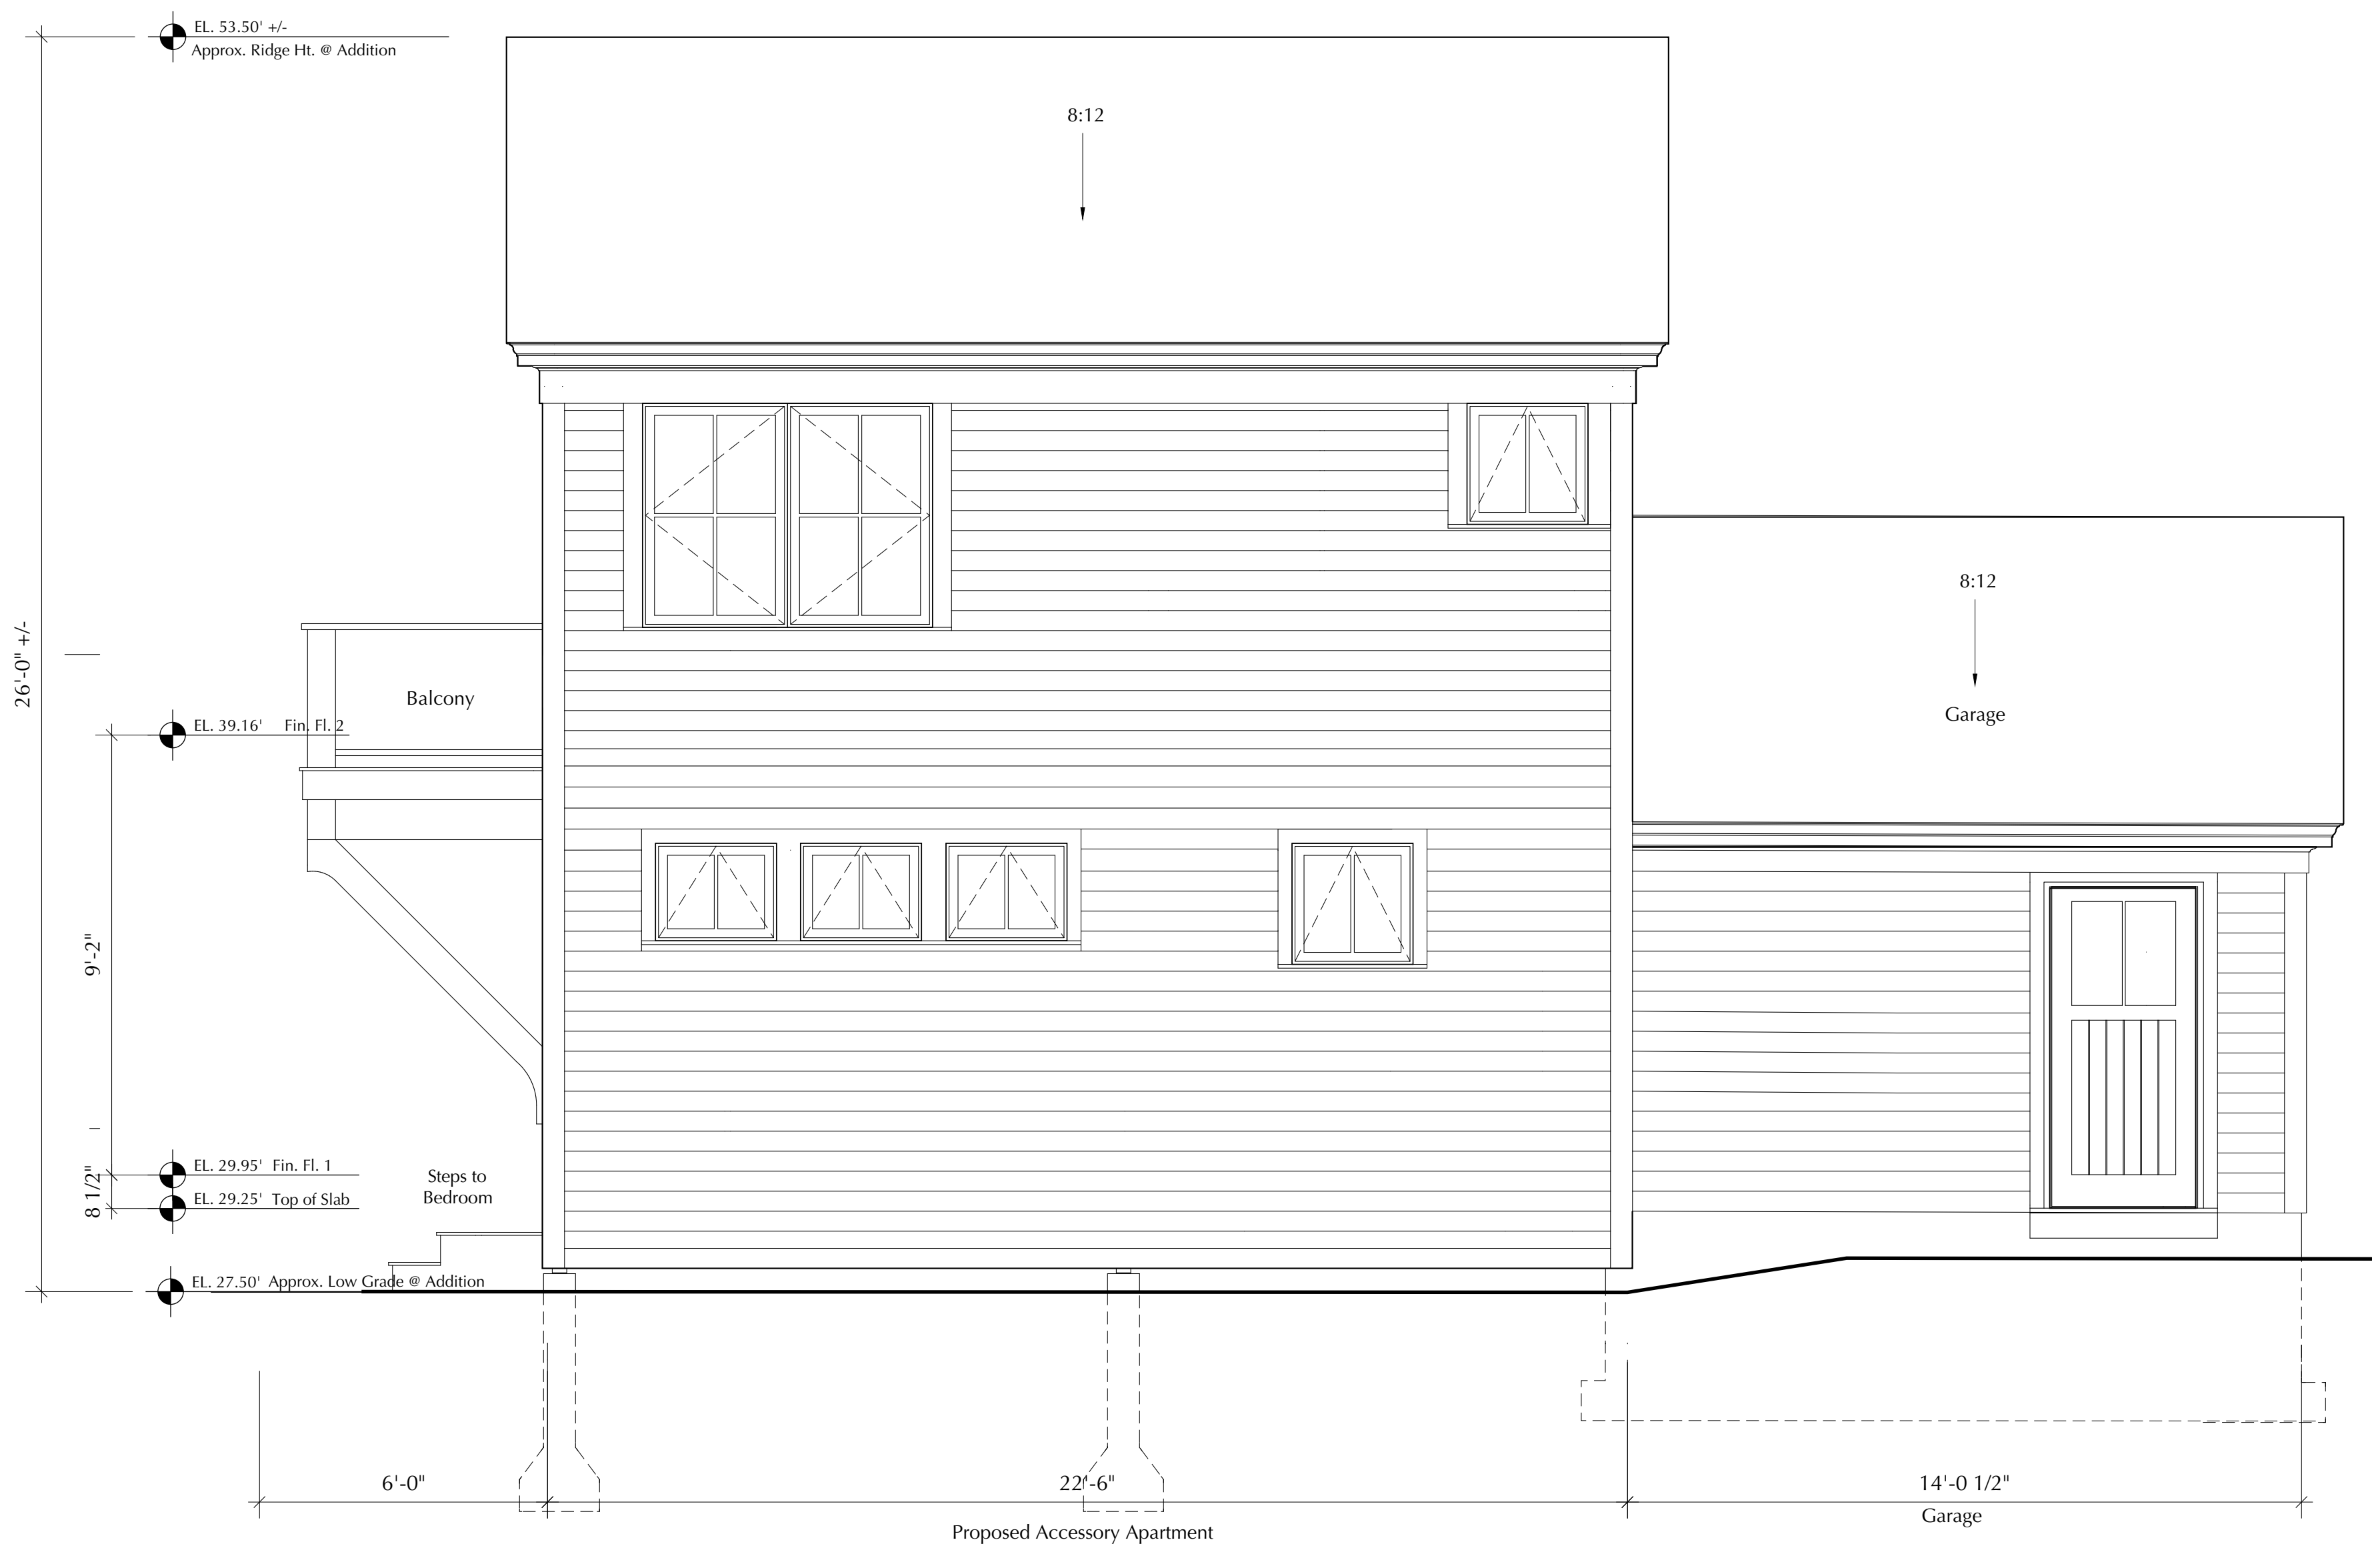 EL. 53.50' +/-
Approx. Ridge Ht. @ Addition
8:12
8:12
Garage
26'-0" +/-
Balcony
EL. 39.16' Fin. Fl. 2
9'-2"
EL. 29.95' Fin. Fl. 1
8 1/2"
EL. 29.25' Top of Slab
Steps to
Bedroom
EL. 27.50' Approx. Low Grade @ Addition
6'-0"
22'-6"
14'-0 1/2"
Garage
Proposed Accessory Apartment